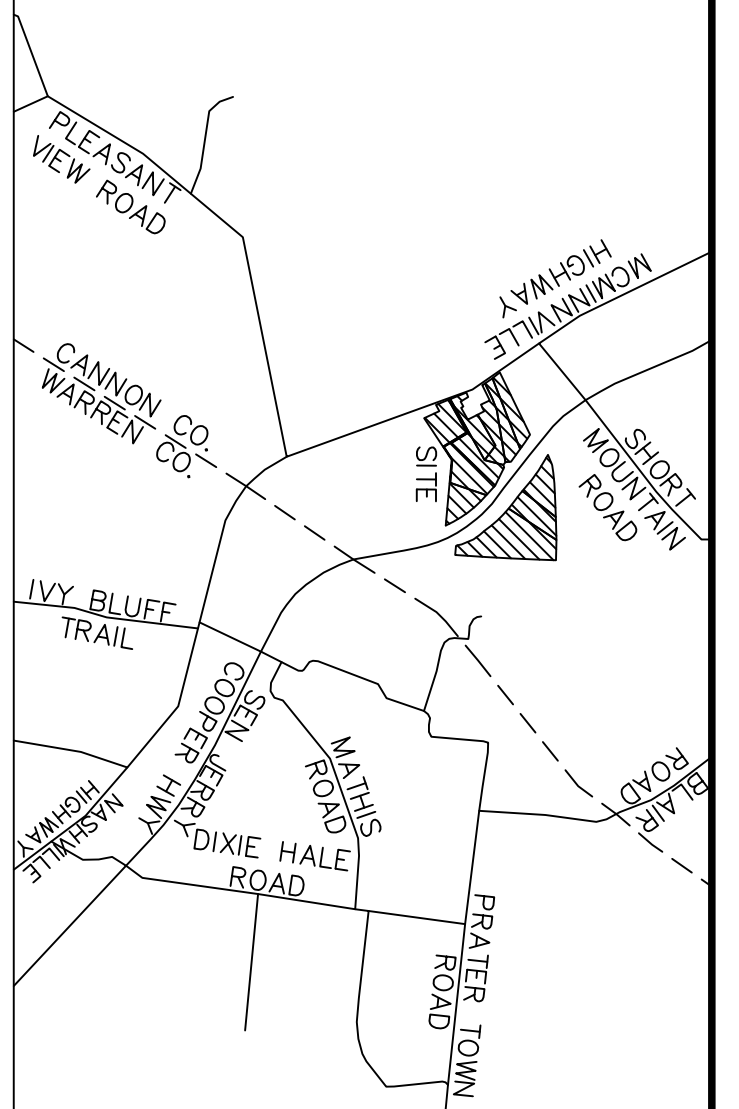 PLEASANT
VIEW ROAD
MCMINNVILLE
HIGHWAY
CANNON CO.
WARREN CO.
SITE
SHORT
MOUNTAIN
ROAD
IVY BLUFF
TRAIL
SEN JERRY
COOPER HWY
MATHIS
ROAD
BLAIR
ROAD
NASHVILLE
HIGHWAY
DIXIE HALE
ROAD
PRATER TOWN
ROAD